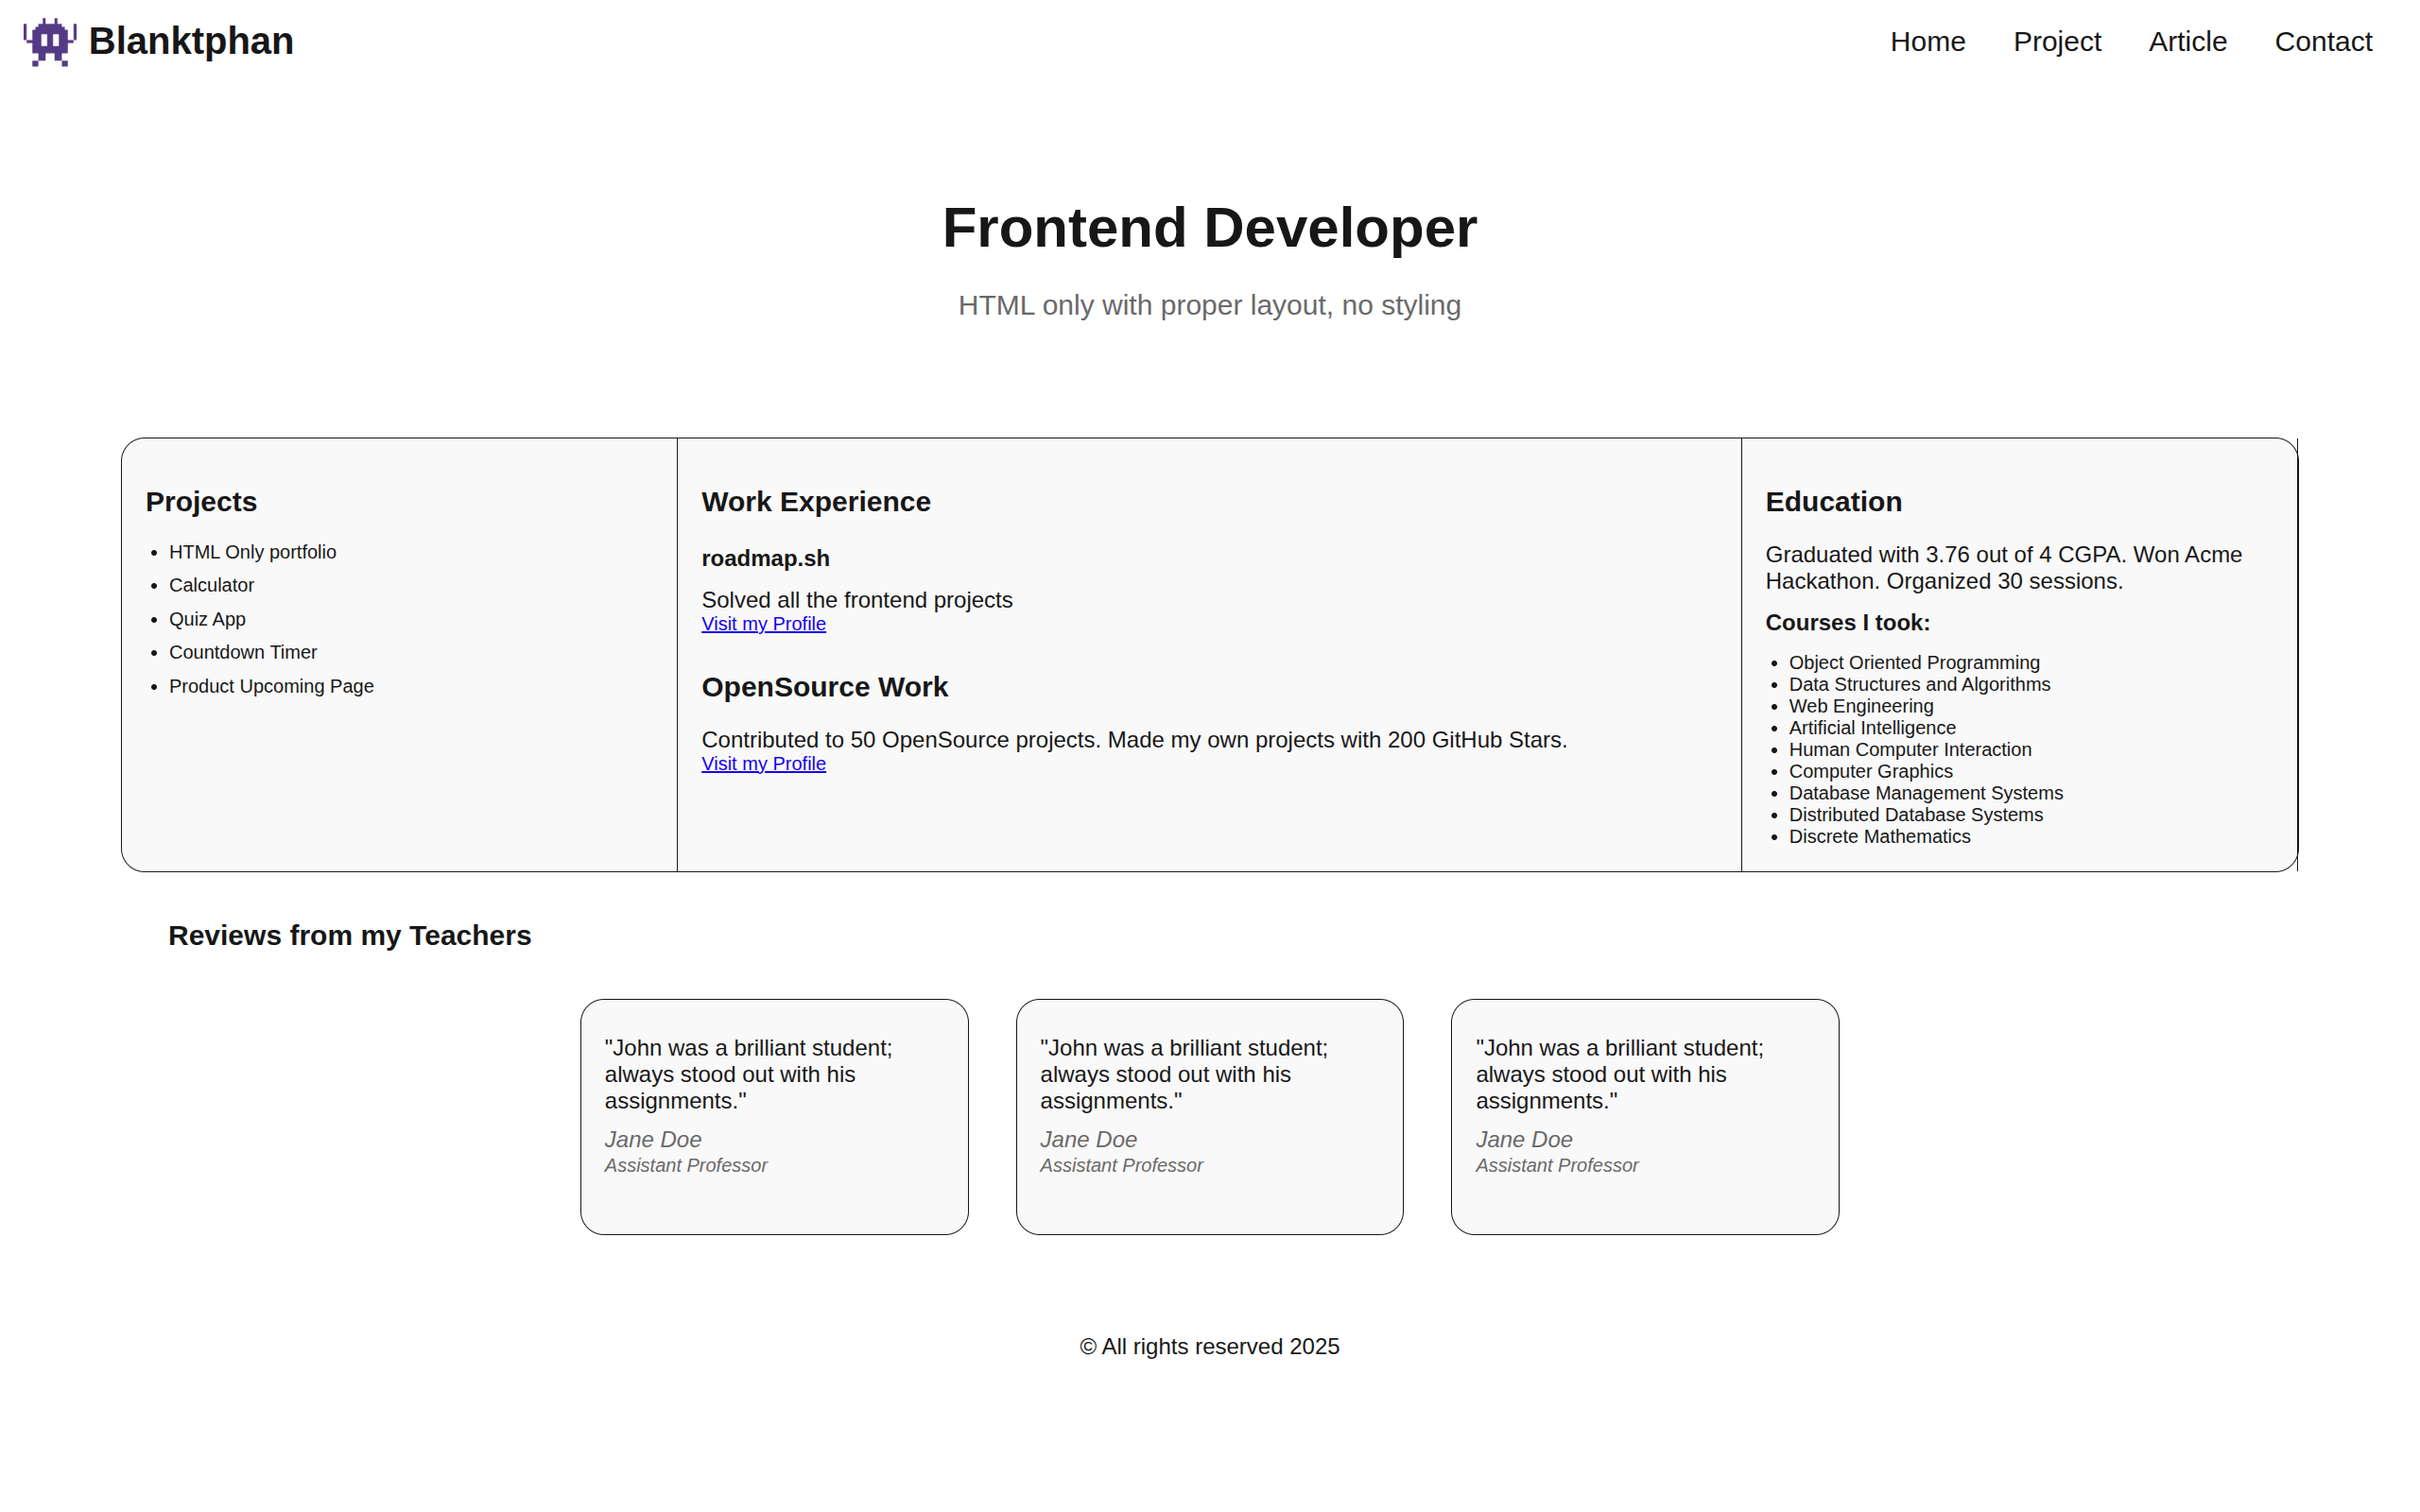 Blanktphan
Home
Project
Article
Contact
Frontend Developer
HTML only with proper layout, no styling
Projects
HTML Only portfolio
Calculator
Quiz App
Countdown Timer
Product Upcoming Page
Work Experience
roadmap.sh
Solved all the frontend projects
Visit my Profile
OpenSource Work
Contributed to 50 OpenSource projects. Made my own projects with 200 GitHub Stars.
Visit my Profile
Education
Graduated with 3.76 out of 4 CGPA. Won Acme
Hackathon. Organized 30 sessions.
Courses I took:
Object Oriented Programming
Data Structures and Algorithms
Web Engineering
Artificial Intelligence
Human Computer Interaction
Computer Graphics
Database Management Systems
Distributed Database Systems
Discrete Mathematics
Reviews from my Teachers
"John was a brilliant student;
always stood out with his
assignments."
Jane Doe
Assistant Professor
"John was a brilliant student;
always stood out with his
assignments."
Jane Doe
Assistant Professor
"John was a brilliant student;
always stood out with his
assignments."
Jane Doe
Assistant Professor
© All rights reserved 2025